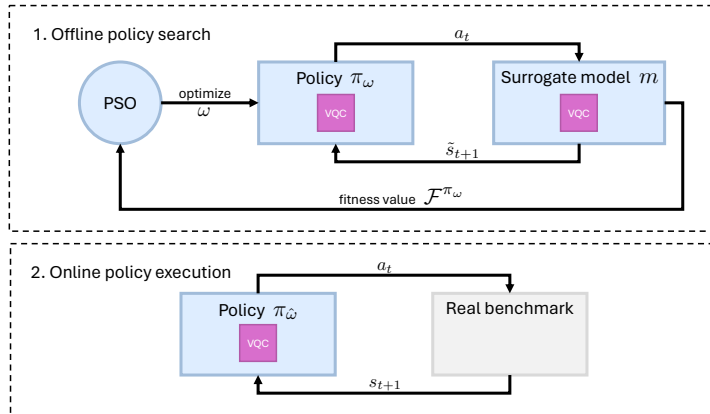 1. Offline policy search
a_t
Policy π_ω
Surrogate model m
PSO
optimize
ω
VQC
VQC
s̃_{t+1}
fitness value ℱ^{π_ω}
2. Online policy execution
a_t
Policy π_ω̂
Real benchmark
VQC
s_{t+1}